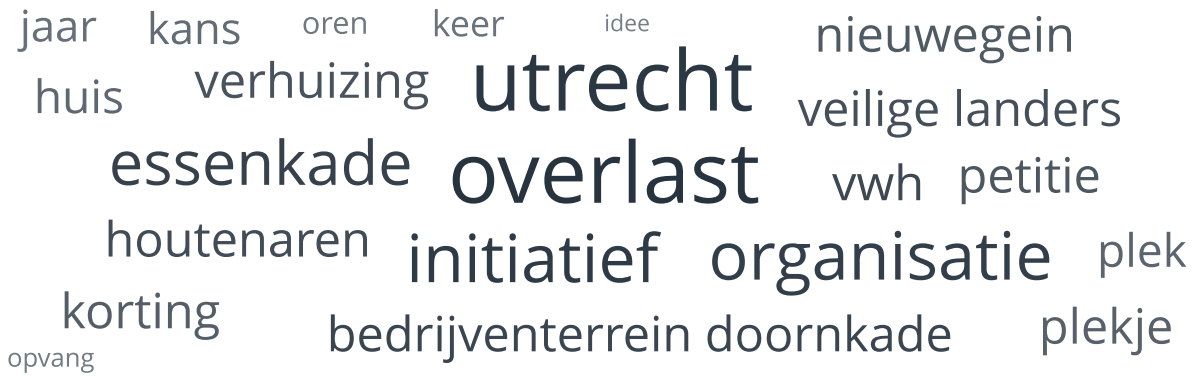 jaar kans oren keer idee nieuwegein
huis verhuizing utrecht veilige landers
essenkade overlast vwh petitie
houtenaren initiatief organisatie plek
korting bedrijventerrein doornkade plekje
opvang